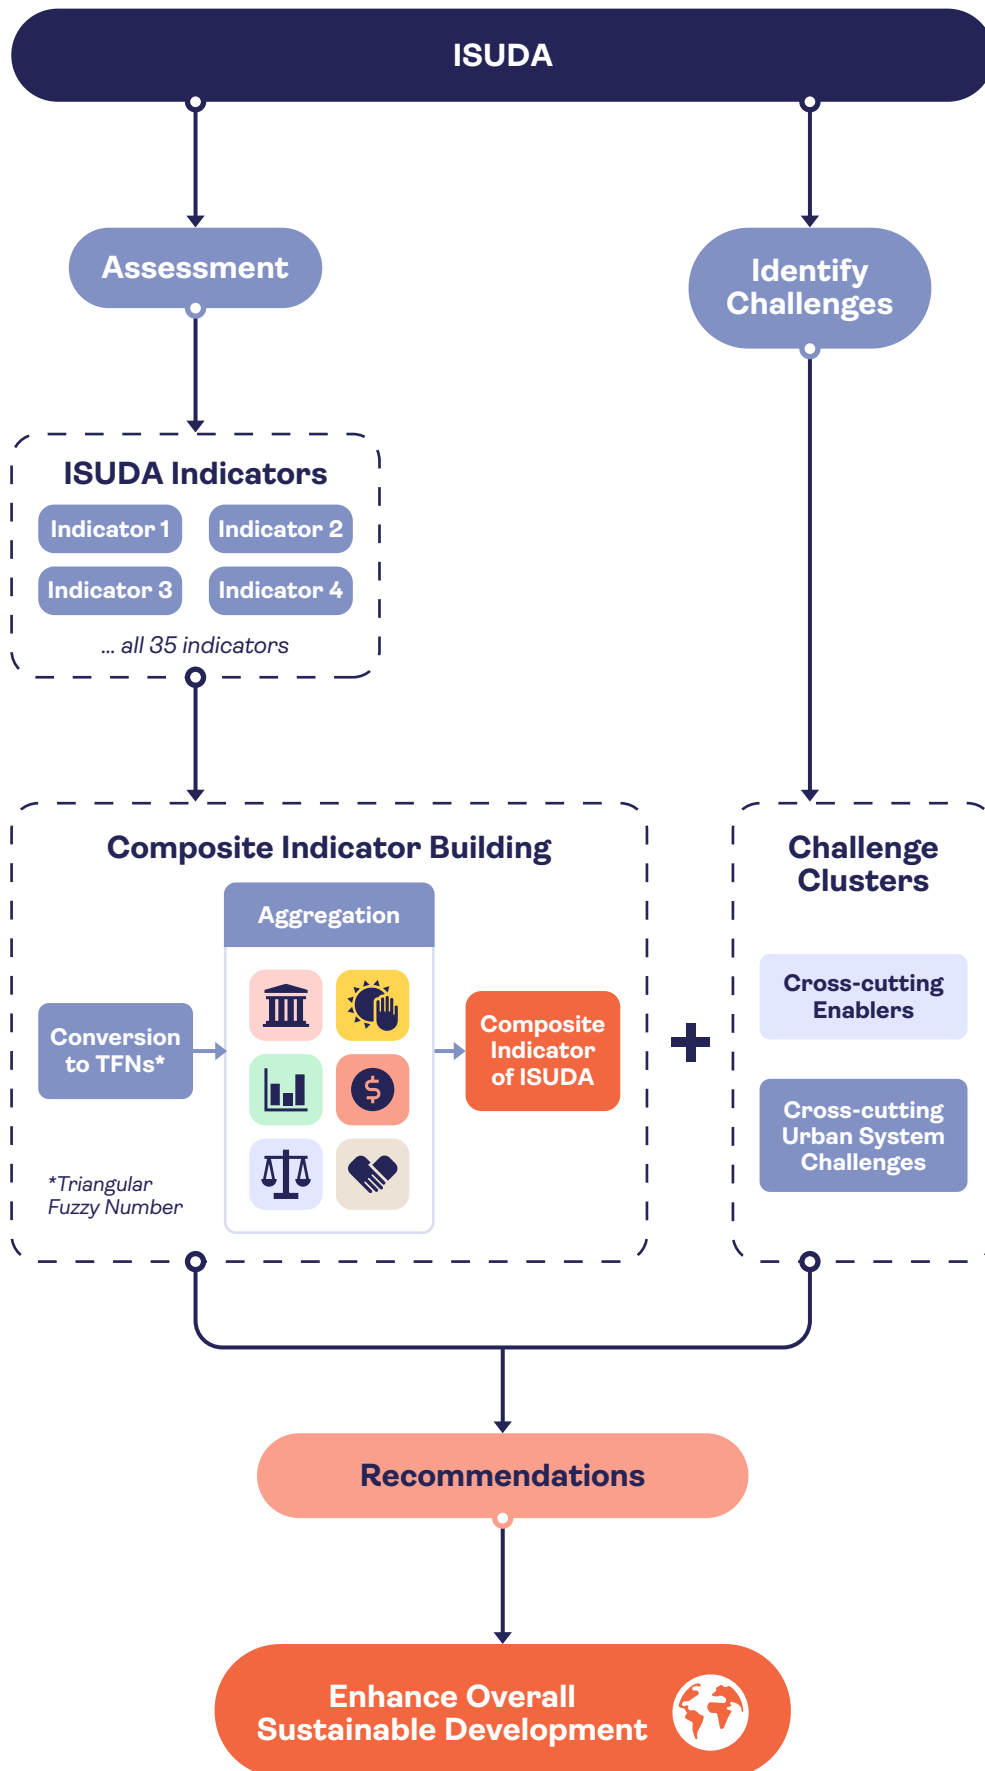 ISUDA
Assessment
Identify
Challenges
ISUDA Indicators
Indicator 1
Indicator 2
Indicator 3
Indicator 4
... all 35 indicators
Composite Indicator Building
Aggregation
Conversion
to TFNs*
$
Composite
Indicator
of ISUDA
*Triangular
Fuzzy Number
+
Challenge
Clusters
Cross-cutting
Enablers
Cross-cutting
Urban System
Challenges
Recommendations
Enhance Overall
Sustainable Development